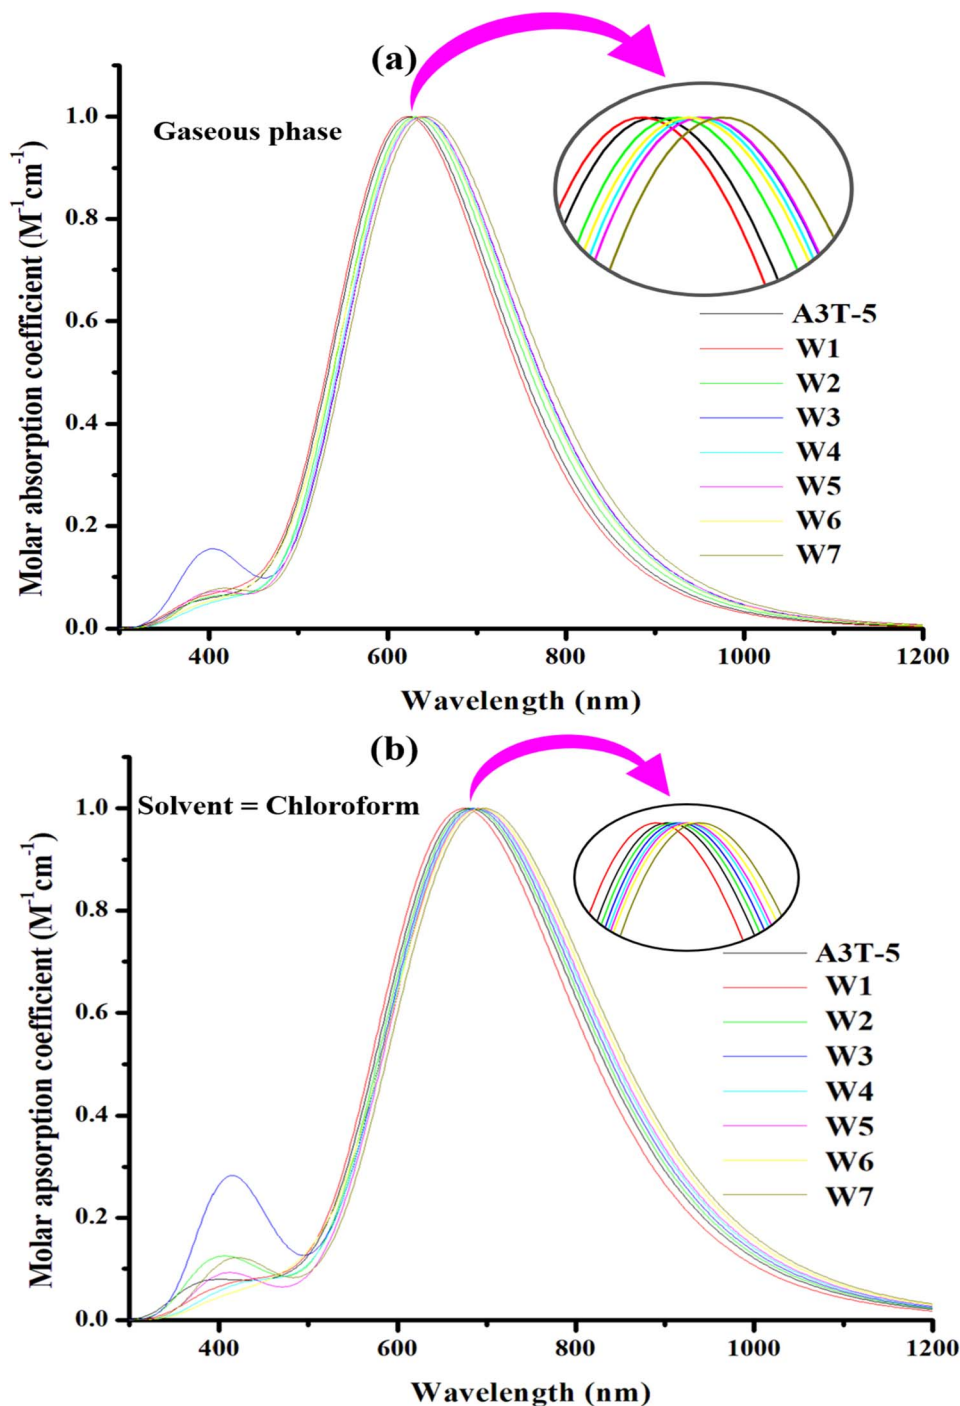 (a)
Gaseous phase
1.0
0.8
0.6
0.4
0.2
0.0
Molar absorption coefficient (M⁻¹cm⁻¹)
A3T-5
W1
W2
W3
W4
W5
W6
W7
400 600 800 1000 1200
Wavelength (nm)
(b)
Solvent = Chloroform
1.0
0.8
0.6
0.4
0.2
0.0
Molar apsorption coefficient (M⁻¹cm⁻¹)
A3T-5
W1
W2
W3
W4
W5
W6
W7
400 600 800 1000 1200
Wavelength (nm)